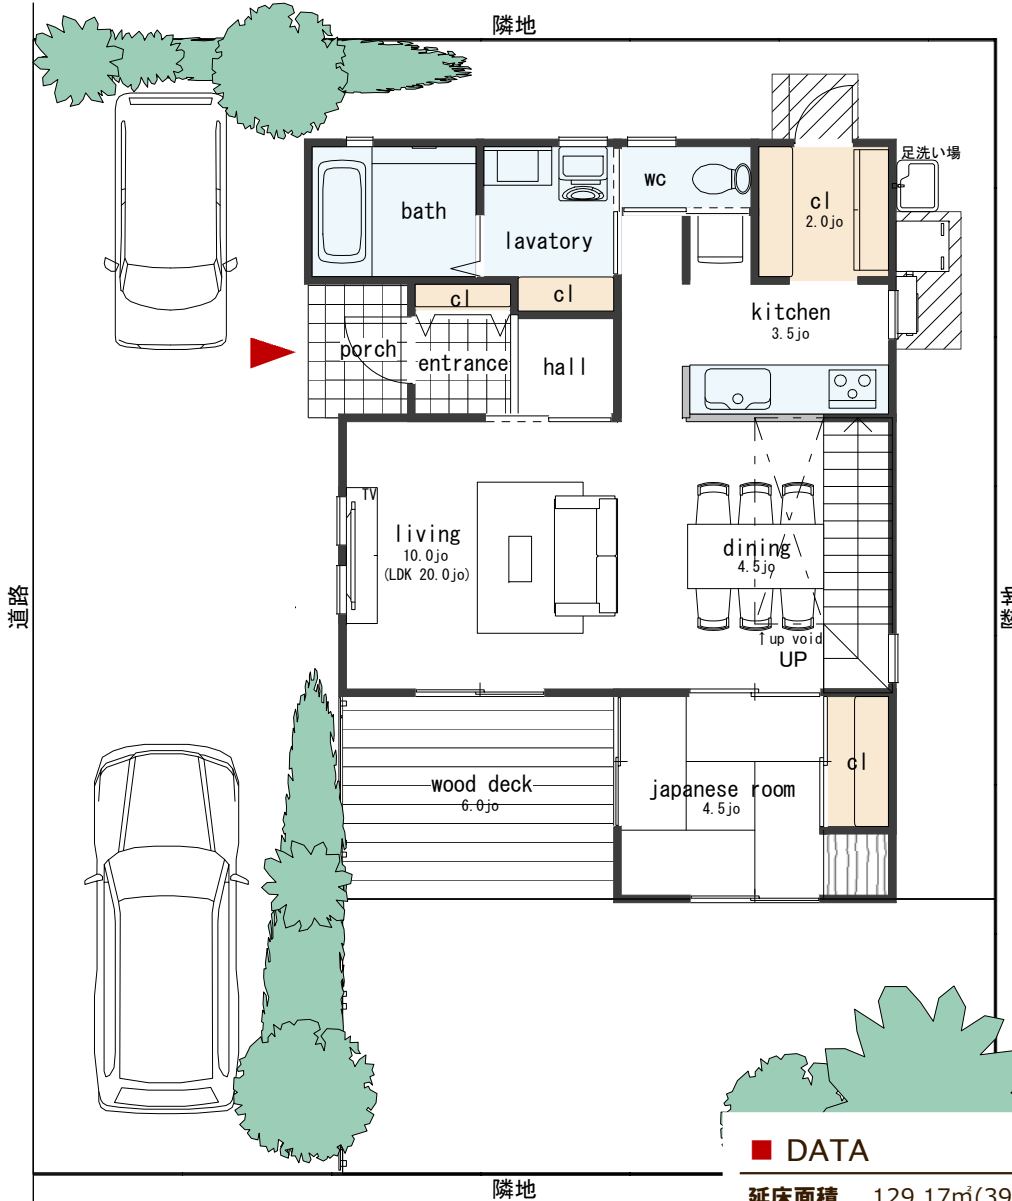 隣地
足洗い場
wc
cl
2.0jo
bath
lavatory
cl
cl
kitchen
3.5jo
porch
entrance
hall
TV
living
10.0jo
(LDK 20.0jo)
dining
4.5jo
道路
隣地
↑up void
UP
wood deck
6.0jo
japanese room
4.5jo
cl
■ DATA
延床面積 129.17㎡(39
隣地